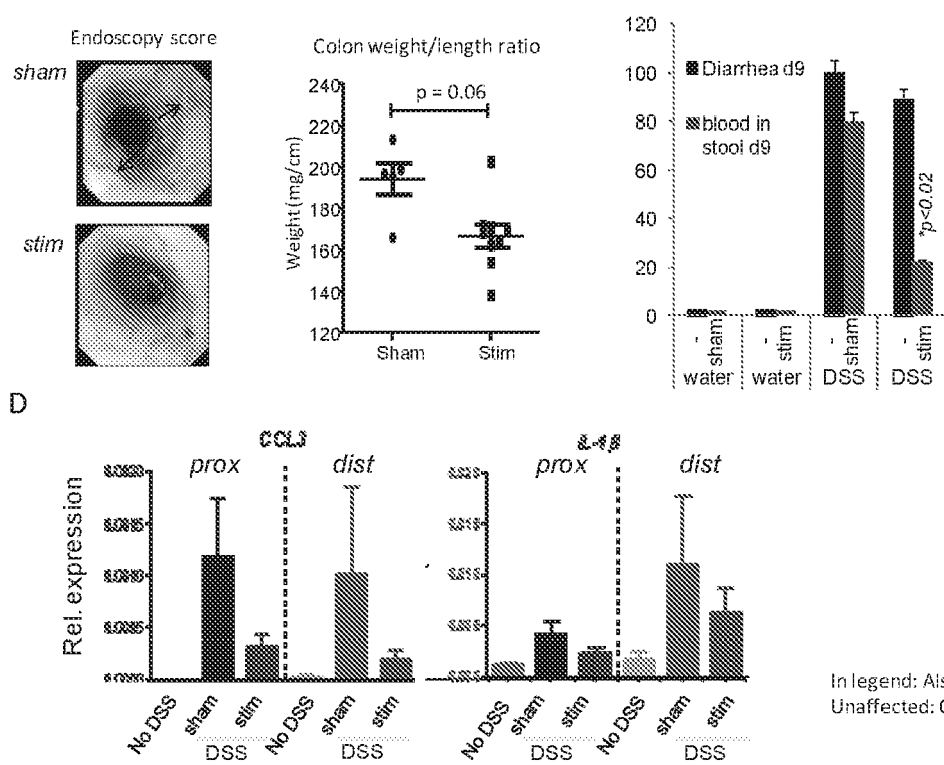 Endoscopy score
sham
stim
Colon weight/length ratio
p = 0.06
Weight (mg/cm)
240
220
200
180
160
140
120
Sham
Stim
120
100
80
60
40
20
0
Diarrhea d9
blood in
stool d9
*p<0.02
- sham
- stim
- sham
- stim
water
water
DSS
DSS
D
CCL3
prox
dist
Rel. expression
No DSS
sham
stim
No DSS
sham
stim
DSS
DSS
prox
dist
No DSS
sham
stim
No DSS
sham
stim
DSS
DSS
In legend:
Unaffected: